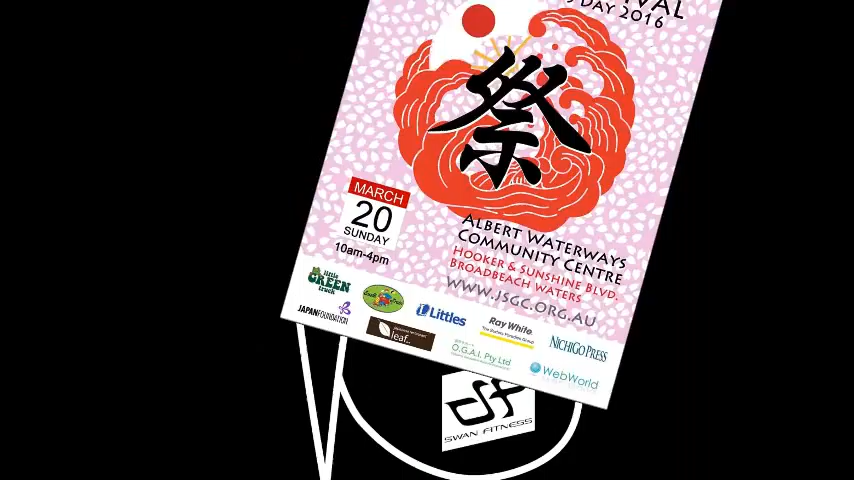 DAY 2016
祭
MARCH
20
SUNDAY
10am-4pm
ALBERT WATERWAYS
COMMUNITY CENTRE
HOOKER & SUNSHINE BLVD.
BROADBEACH WATERS
WWW.JSGC.ORG.AU
little
GREEN
truck
Littles
Ray White
NICHIGO PRESS
JAPANFOUNDATION
leaf
O.G.A.I. Pty Ltd
WebWorld
SWAN FITNESS